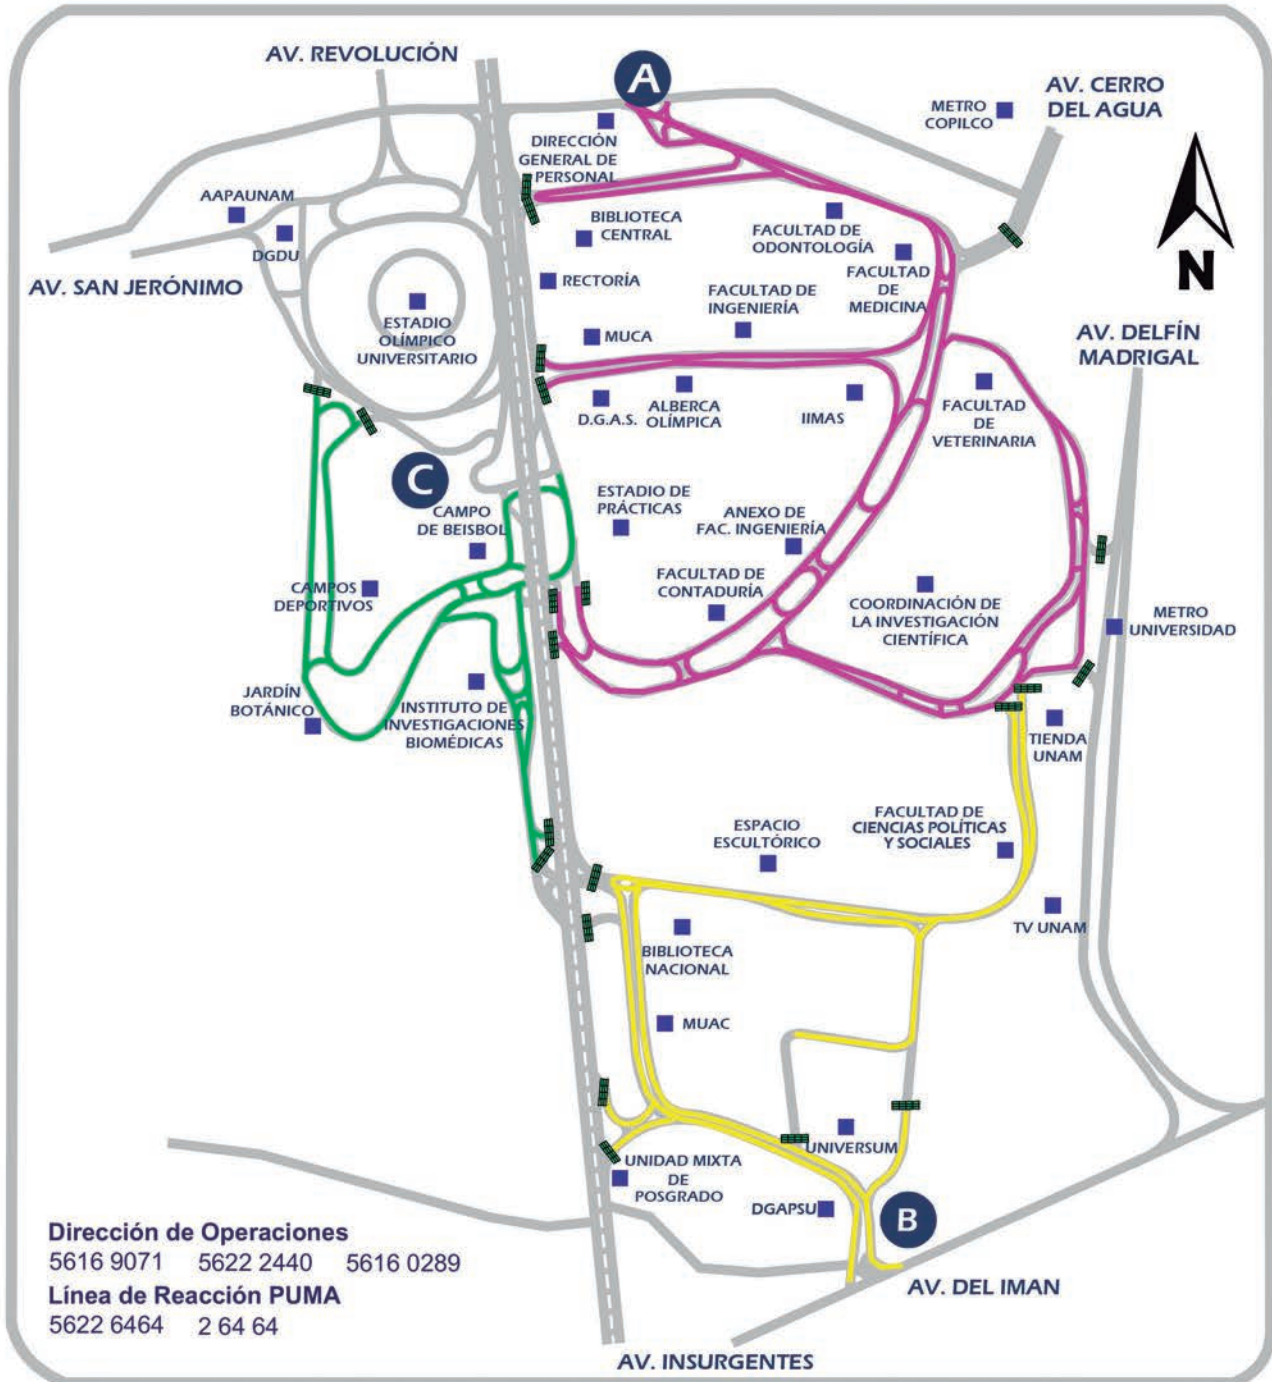 AV. REVOLUCIÓN
A
METRO
COPILCO
AV. CERRO
DEL AGUA
DIRECCIÓN
GENERAL DE
PERSONAL
AAPAUNAM
DGDU
BIBLIOTECA
CENTRAL
FACULTAD DE
ODONTOLOGÍA
FACULTAD
DE
MEDICINA
N
AV. SAN JERÓNIMO
RECTORÍA
FACULTAD DE
INGENIERÍA
ESTADIO
OLÍMPICO
UNIVERSITARIO
MUCA
AV. DELFÍN
MADRIGAL
D.G.A.S.
ALBERCA
OLÍMPICA
IIMAS
FACULTAD
DE
VETERINARIA
C
CAMPO
DE BEISBOL
ESTADIO DE
PRÁCTICAS
ANEXO DE
FAC. INGENIERÍA
CAMPOS
DEPORTIVOS
FACULTAD DE
CONTADURÍA
COORDINACIÓN DE
LA INVESTIGACIÓN
CIENTÍFICA
METRO
UNIVERSIDAD
JARDÍN
BOTÁNICO
INSTITUTO DE
INVESTIGACIONES
BIOMÉDICAS
TIENDA
UNAM
ESPACIO
ESCULTÓRICO
FACULTAD DE
CIENCIAS POLÍTICAS
Y SOCIALES
TV UNAM
BIBLIOTECA
NACIONAL
MUAC
UNIVERSUM
UNIDAD MIXTA
DE
POSGRADO
DGAPSU
B
Dirección de Operaciones
5616 9071 5622 2440 5616 0289
Línea de Reacción PUMA
5622 6464 2 64 64
AV. DEL IMAN
AV. INSURGENTES